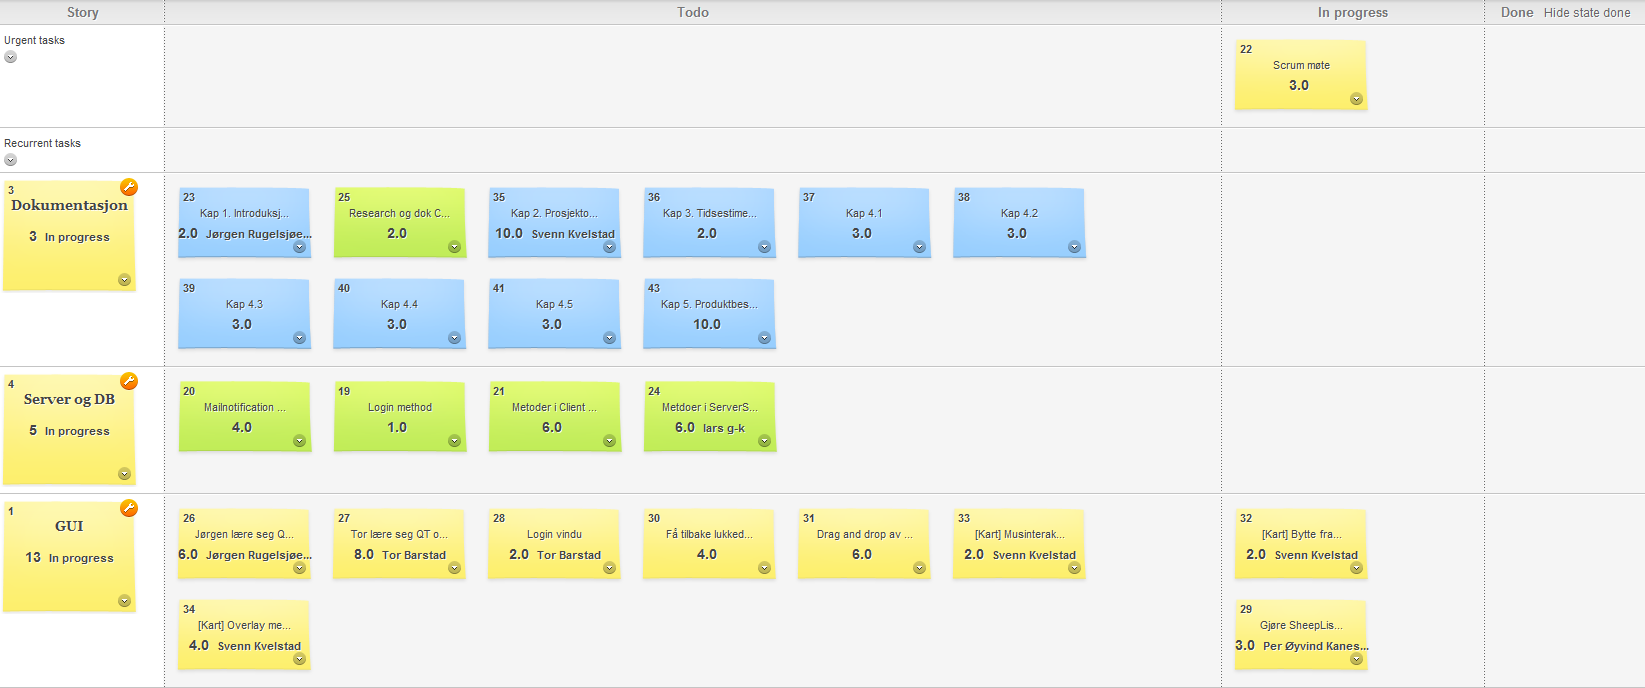 Story Todo In progress Done Hide state done
Urgent tasks
22
Scrum møte
3.0
Recurrent tasks
3
Dokumentasjon
3 In progress
23
Kap 1. Introduksj...
2.0 Jørgen Rugelsjøe...
25
Research og dok C...
2.0
35
Kap 2. Prosjekto...
10.0 Svenn Kvelstad
36
Kap 3. Tidsestime...
2.0
37
Kap 4.1
3.0
38
Kap 4.2
3.0
39
Kap 4.3
3.0
40
Kap 4.4
3.0
41
Kap 4.5
3.0
43
Kap 5. Produktbes...
10.0
4
Server og DB
5 In progress
20
Mailnotification ...
4.0
19
Login method
1.0
21
Metoder i Client ...
6.0
24
Metdoer i ServerS...
6.0 lars g-k
1
GUI
13 In progress
26
Jørgen lære seg Q...
6.0 Jørgen Rugelsjøe...
27
Tor lære seg QT o...
8.0 Tor Barstad
28
Login vindu
2.0 Tor Barstad
30
Få tilbake lukked...
4.0
31
Drag and drop av ...
6.0
33
[Kart] Musinterak...
2.0 Svenn Kvelstad
32
[Kart] Bytte fra...
2.0 Svenn Kvelstad
34
[Kart] Overlay me...
4.0 Svenn Kvelstad
29
Gjøre SheepLis...
3.0 Per Øyvind Kanes...